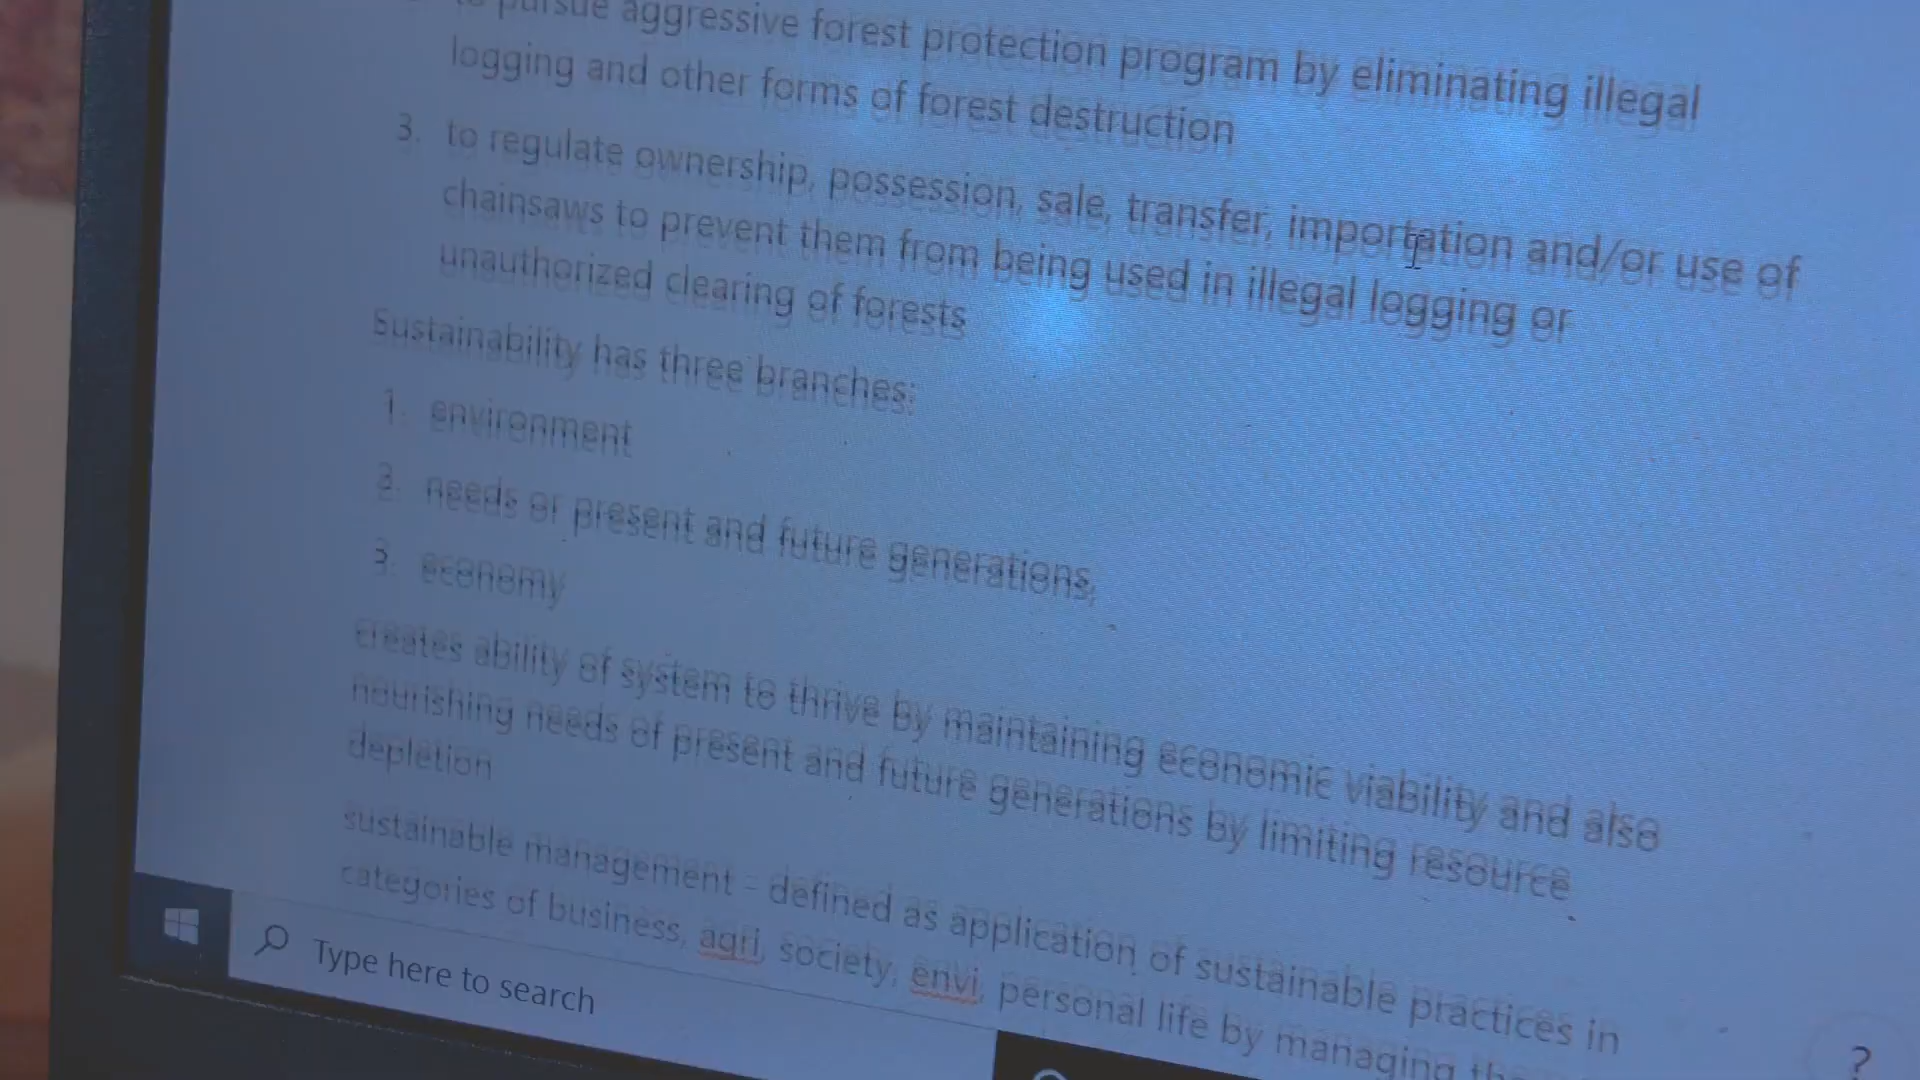 to pursue aggressive forest protection program by eliminating illegal
logging and other forms of forest destruction
3. to regulate ownership, possession, sale, transfer, importation and/or use of
chainsaws to prevent them from being used in illegal logging or
unauthorized clearing of forests
Sustainability has three branches:
1. environment
2. needs of present and future generations,
3. economy
creates ability of system to thrive by maintaining economic viability and also
nourishing needs of present and future generations by limiting resource
depletion
sustainable management - defined as application of sustainable practices in
categories of business, agri, society, envi, personal life by managing
Type here to search
?